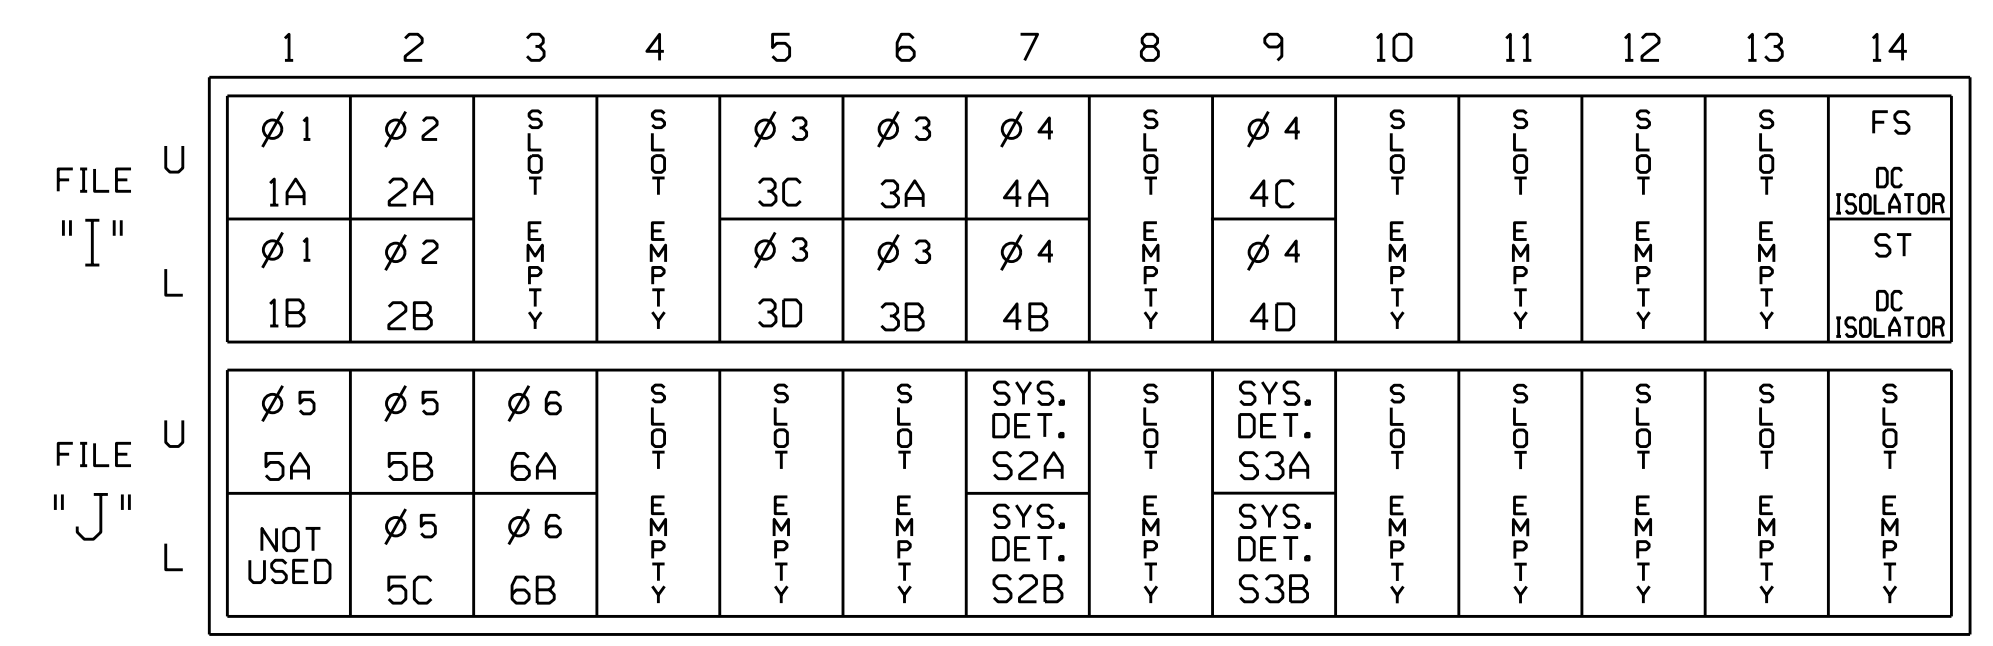 1 2 3 4 5 6 7 8 9 10 11 12 13 14
FILE "I"
U
Ø 1 1A
Ø 2 2A
SLOT EMPTY
SLOT EMPTY
Ø 3 3C
Ø 3 3A
Ø 4 4A
SLOT EMPTY
Ø 4 4C
SLOT EMPTY
SLOT EMPTY
SLOT EMPTY
SLOT EMPTY
FS DC ISOLATOR
L
Ø 1 1B
Ø 2 2B
Ø 3 3D
Ø 3 3B
Ø 4 4B
Ø 4 4D
ST DC ISOLATOR
FILE "J"
U
Ø 5 5A
Ø 5 5B
Ø 6 6A
SLOT EMPTY
SLOT EMPTY
SLOT EMPTY
SYS. DET. S2A
SLOT EMPTY
SYS. DET. S3A
SLOT EMPTY
SLOT EMPTY
SLOT EMPTY
SLOT EMPTY
SLOT EMPTY
L
NOT USED
Ø 5 5C
Ø 6 6B
SYS. DET. S2B
SYS. DET. S3B